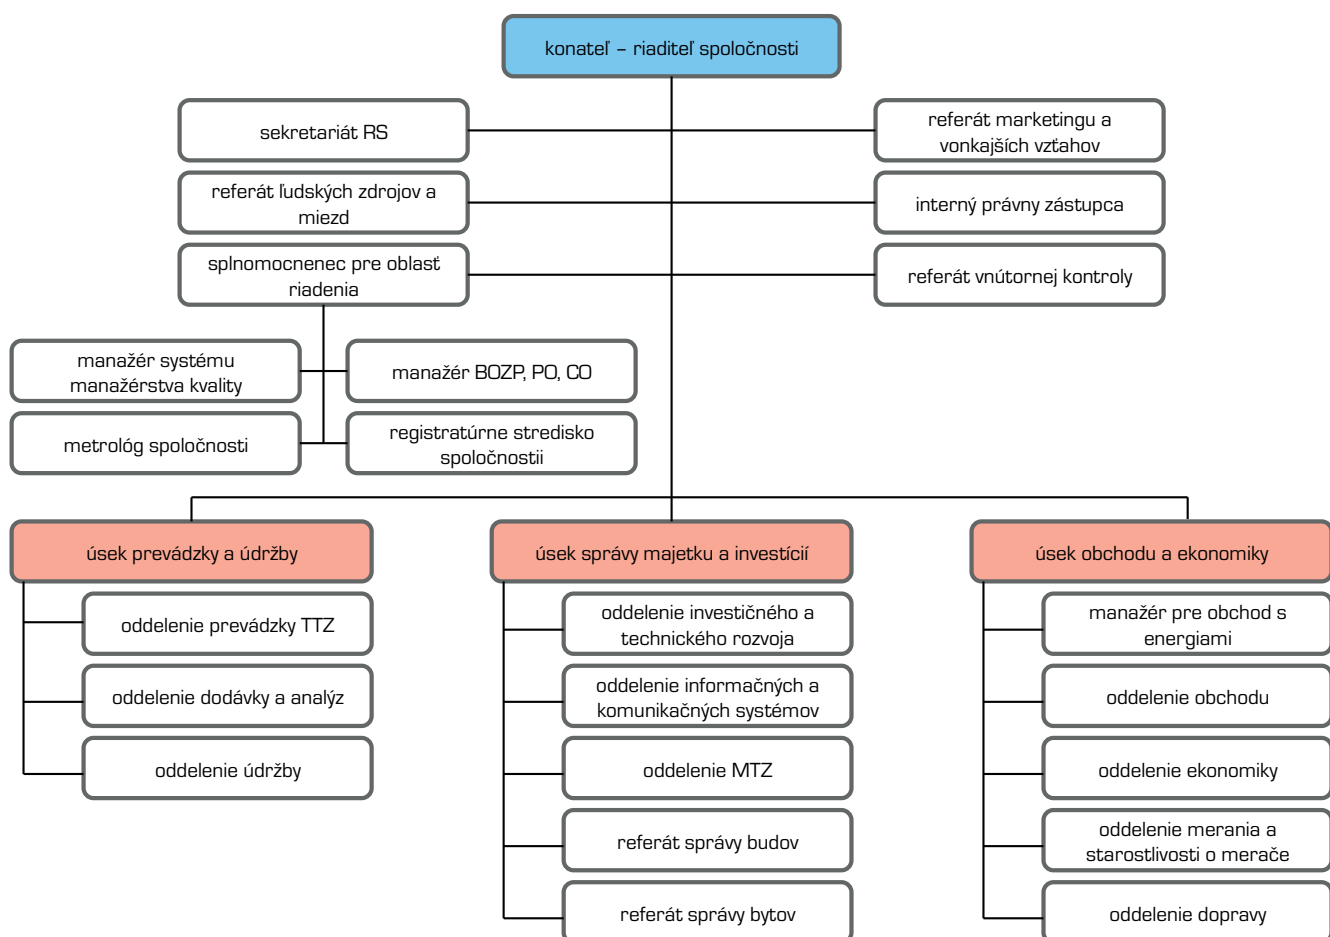 konateľ – riaditeľ spoločnosti
sekretariát RS
referát marketingu a
vonkajších vzťahov
referát ľudských zdrojov a
miezd
interný právny zástupca
splnomocnenec pre oblasť
riadenia
referát vnútornej kontroly
manažér systému
manažérstva kvality
manažér BOZP, PO, CO
metrológ spoločnosti
registratúrne stredisko
spoločnostii
úsek prevádzky a údržby
oddelenie prevádzky TTZ
oddelenie dodávky a analýz
oddelenie údržby
úsek správy majetku a investícií
oddelenie investičného a
technického rozvoja
oddelenie informačných a
komunikačných systémov
oddelenie MTZ
referát správy budov
referát správy bytov
úsek obchodu a ekonomiky
manažér pre obchod s
energiami
oddelenie obchodu
oddelenie ekonomiky
oddelenie merania a
starostlivosti o merače
oddelenie dopravy